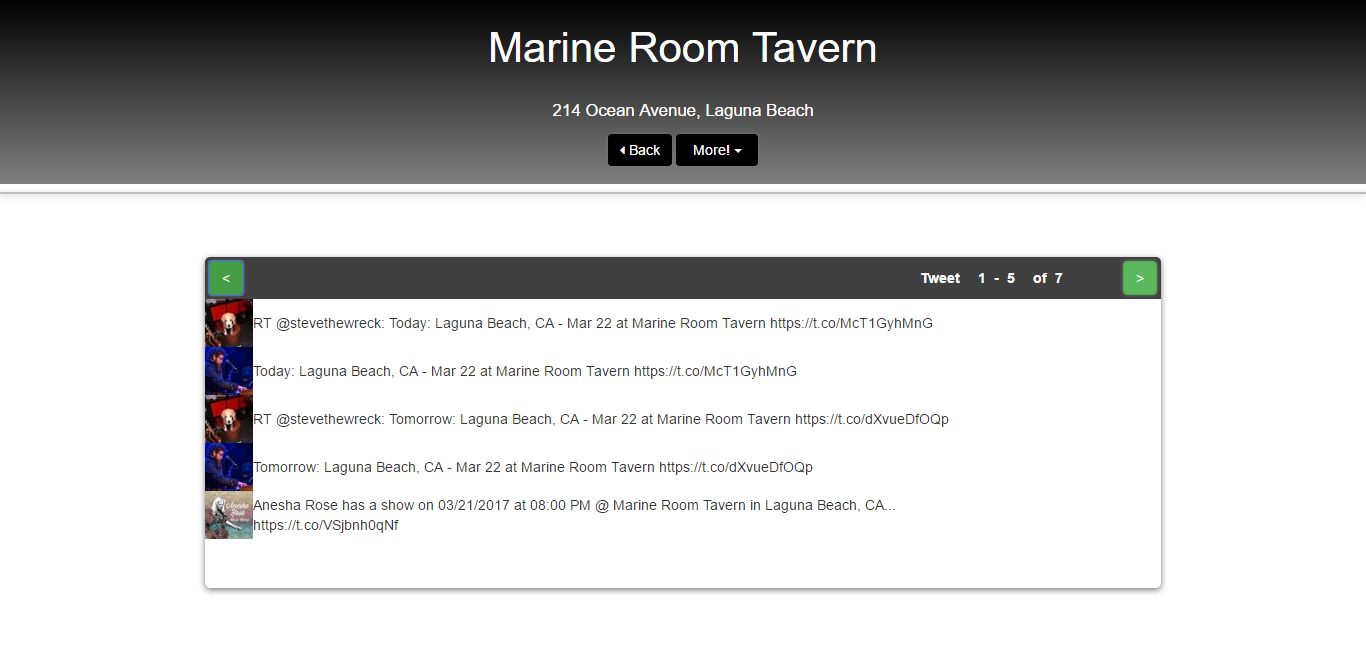 Marine Room Tavern
214 Ocean Avenue, Laguna Beach
Back More!
< Tweet 1 - 5 of 7 >
RT @stevethewreck: Today: Laguna Beach, CA - Mar 22 at Marine Room Tavern https://t.co/McT1GyhMnG
Today: Laguna Beach, CA - Mar 22 at Marine Room Tavern https://t.co/McT1GyhMnG
RT @stevethewreck: Tomorrow: Laguna Beach, CA - Mar 22 at Marine Room Tavern https://t.co/dXvueDfOQp
Tomorrow: Laguna Beach, CA - Mar 22 at Marine Room Tavern https://t.co/dXvueDfOQp
Anesha Rose has a show on 03/21/2017 at 08:00 PM @ Marine Room Tavern in Laguna Beach, CA...
https://t.co/VSjbnh0qNf
Anesha
Rose